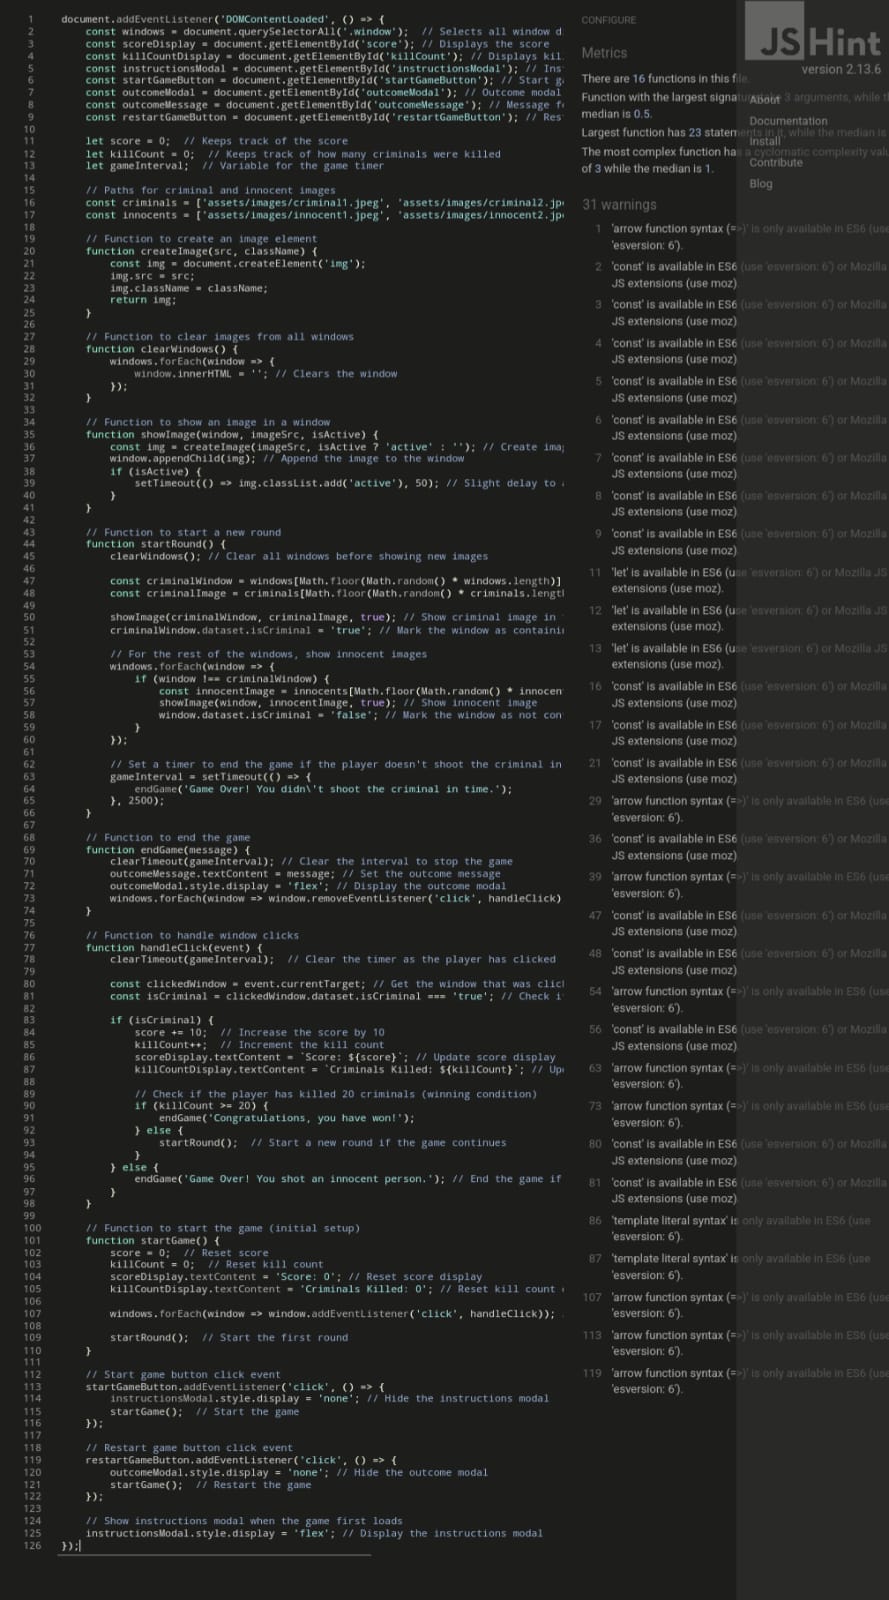 1 document.addEventListener('DOMContentLoaded', () => {
2 const windows = document.querySelectorAll('.window'); // Selects all window d
3 const scoreDisplay = document.getElementById('score'); // Displays the score
4 const killCountDisplay = document.getElementById('killCount'); // Displays kil
5 const instructionsModal = document.getElementById('instructionsModal'); // Ins
6 const startGameButton = document.getElementById('startGameButton'); // Start g
7 const outcomeModal = document.getElementById('outcomeModal'); // Outcome modal
8 const outcomeMessage = document.getElementById('outcomeMessage'); // Message f
9 const restartGameButton = document.getElementById('restartGameButton'); // Res
10
11 let score = 0; // Keeps track of the score
12 let killCount = 0; // Keeps track of how many criminals were killed
13 let gameInterval; // Variable for the game timer
14
15 // Paths for criminal and innocent images
16 const criminals = ['assets/images/criminal1.jpeg', 'assets/images/criminal2.jp
17 const innocents = ['assets/images/innocent1.jpeg', 'assets/images/innocent2.jp
18
19 // Function to create an image element
20 function createImage(src, className) {
21 const img = document.createElement('img');
22 img.src = src;
23 img.className = className;
24 return img;
25 }
26
27 // Function to clear images from all windows
28 function clearWindows() {
29 windows.forEach(window => {
30 window.innerHTML = ''; // Clears the window
31 });
32 }
33
34 // Function to show an image in a window
35 function showImage(window, imageSrc, isActive) {
36 const img = createImage(imageSrc, isActive ? 'active' : ''); // Create imag
37 window.appendChild(img); // Append the image to the window
38 if (isActive) {
39 setTimeout(() => img.classList.add('active'), 50); // Slight delay to
40 }
41 }
42
43 // Function to start a new round
44 function startRound() {
45 clearWindows(); // Clear all windows before showing new images
46
47 const criminalWindow = windows[Math.floor(Math.random() * windows.length)]
48 const criminalImage = criminals[Math.floor(Math.random() * criminals.lengt
49
50 showImage(criminalWindow, criminalImage, true); // Show criminal image in
51 criminalWindow.dataset.isCriminal = 'true'; // Mark the window as containi
52
53 // For the rest of the windows, show innocent images
54 windows.forEach(window => {
55 if (window !== criminalWindow) {
56 const innocentImage = innocents[Math.floor(Math.random() * innocen
57 showImage(window, innocentImage, true); // Show innocent image
58 window.dataset.isCriminal = 'false'; // Mark the window as not con
59 }
60 });
61
62 // Set a timer to end the game if the player doesn't shoot the criminal in
63 gameInterval = setTimeout(() => {
64 endGame('Game Over! You didn\'t shoot the criminal in time.');
65 }, 2500);
66 }
67
68 // Function to end the game
69 function endGame(message) {
70 clearTimeout(gameInterval); // Clear the interval to stop the game
71 outcomeMessage.textContent = message; // Set the outcome message
72 outcomeModal.style.display = 'flex'; // Display the outcome modal
73 windows.forEach(window => window.removeEventListener('click', handleClick)
74 }
75
76 // Function to handle window clicks
77 function handleClick(event) {
78 clearTimeout(gameInterval); // Clear the timer as the player has clicked
79
80 const clickedWindow = event.currentTarget; // Get the window that was clic
81 const isCriminal = clickedWindow.dataset.isCriminal === 'true'; // Check i
82
83 if (isCriminal) {
84 score += 10; // Increase the score by 10
85 killCount++; // Increment the kill count
86 scoreDisplay.textContent = `Score: ${score}`; // Update score display
87 killCountDisplay.textContent = `Criminals Killed: ${killCount}`; // Up
88
89 // Check if the player has killed 20 criminals (winning condition)
90 if (killCount >= 20) {
91 endGame('Congratulations, you have won!');
92 } else {
93 startRound(); // Start a new round if the game continues
94 }
95 } else {
96 endGame('Game Over! You shot an innocent person.'); // End the game if
97 }
98 }
99
100 // Function to start the game (initial setup)
101 function startGame() {
102 score = 0; // Reset score
103 killCount = 0; // Reset kill count
104 scoreDisplay.textContent = 'Score: 0'; // Reset score display
105 killCountDisplay.textContent = 'Criminals Killed: 0'; // Reset kill count
106
107 windows.forEach(window => window.addEventListener('click', handleClick));
108
109 startRound(); // Start the first round
110 }
111
112 // Start game button click event
113 startGameButton.addEventListener('click', () => {
114 instructionsModal.style.display = 'none'; // Hide the instructions modal
115 startGame(); // Start the game
116 });
117
118 // Restart game button click event
119 restartGameButton.addEventListener('click', () => {
120 outcomeModal.style.display = 'none'; // Hide the outcome modal
121 startGame(); // Restart the game
122 });
123
124 // Show instructions modal when the game first loads
125 instructionsModal.style.display = 'flex'; // Display the instructions modal
126 });
CONFIGURE
Metrics
There are 16 functions in this file.
Function with the largest signature take 3 arguments, while t
median is 0.5.
Largest function has 23 statements in it, while the median is
The most complex function has a cyclomatic complexity val
of 3 while the median is 1.
31 warnings
1 'arrow function syntax (=>)' is only available in ES6 (use
'esversion: 6').
2 'const' is available in ES6 (use 'esversion: 6') or Mozilla
JS extensions (use moz).
3 'const' is available in ES6 (use 'esversion: 6') or Mozilla
JS extensions (use moz).
4 'const' is available in ES6 (use 'esversion: 6') or Mozilla
JS extensions (use moz).
5 'const' is available in ES6 (use 'esversion: 6') or Mozilla
JS extensions (use moz).
6 'const' is available in ES6 (use 'esversion: 6') or Mozilla
JS extensions (use moz).
7 'const' is available in ES6 (use 'esversion: 6') or Mozilla
JS extensions (use moz).
8 'const' is available in ES6 (use 'esversion: 6') or Mozilla
JS extensions (use moz).
9 'const' is available in ES6 (use 'esversion: 6') or Mozilla
JS extensions (use moz).
11 'let' is available in ES6 (use 'esversion: 6') or Mozilla JS
extensions (use moz).
12 'let' is available in ES6 (use 'esversion: 6') or Mozilla JS
extensions (use moz).
13 'let' is available in ES6 (use 'esversion: 6') or Mozilla JS
extensions (use moz).
16 'const' is available in ES6 (use 'esversion: 6') or Mozilla
JS extensions (use moz).
17 'const' is available in ES6 (use 'esversion: 6') or Mozilla
JS extensions (use moz).
21 'const' is available in ES6 (use 'esversion: 6') or Mozilla
JS extensions (use moz).
29 'arrow function syntax (=>)' is only available in ES6 (use
'esversion: 6').
36 'const' is available in ES6 (use 'esversion: 6') or Mozilla
JS extensions (use moz).
39 'arrow function syntax (=>)' is only available in ES6 (use
'esversion: 6').
47 'const' is available in ES6 (use 'esversion: 6') or Mozilla
JS extensions (use moz).
48 'const' is available in ES6 (use 'esversion: 6') or Mozilla
JS extensions (use moz).
54 'arrow function syntax (=>)' is only available in ES6 (use
'esversion: 6').
56 'const' is available in ES6 (use 'esversion: 6') or Mozilla
JS extensions (use moz).
63 'arrow function syntax (=>)' is only available in ES6 (use
'esversion: 6').
73 'arrow function syntax (=>)' is only available in ES6 (use
'esversion: 6').
80 'const' is available in ES6 (use 'esversion: 6') or Mozilla
JS extensions (use moz).
81 'const' is available in ES6 (use 'esversion: 6') or Mozilla
JS extensions (use moz).
86 'template literal syntax' is only available in ES6 (use
'esversion: 6').
87 'template literal syntax' is only available in ES6 (use
'esversion: 6').
107 'arrow function syntax (=>)' is only available in ES6 (use
'esversion: 6').
113 'arrow function syntax (=>)' is only available in ES6 (use
'esversion: 6').
119 'arrow function syntax (=>)' is only available in ES6 (use
'esversion: 6').
JSHint
version 2.13.6
About
Documentation
Install
Contribute
Blog